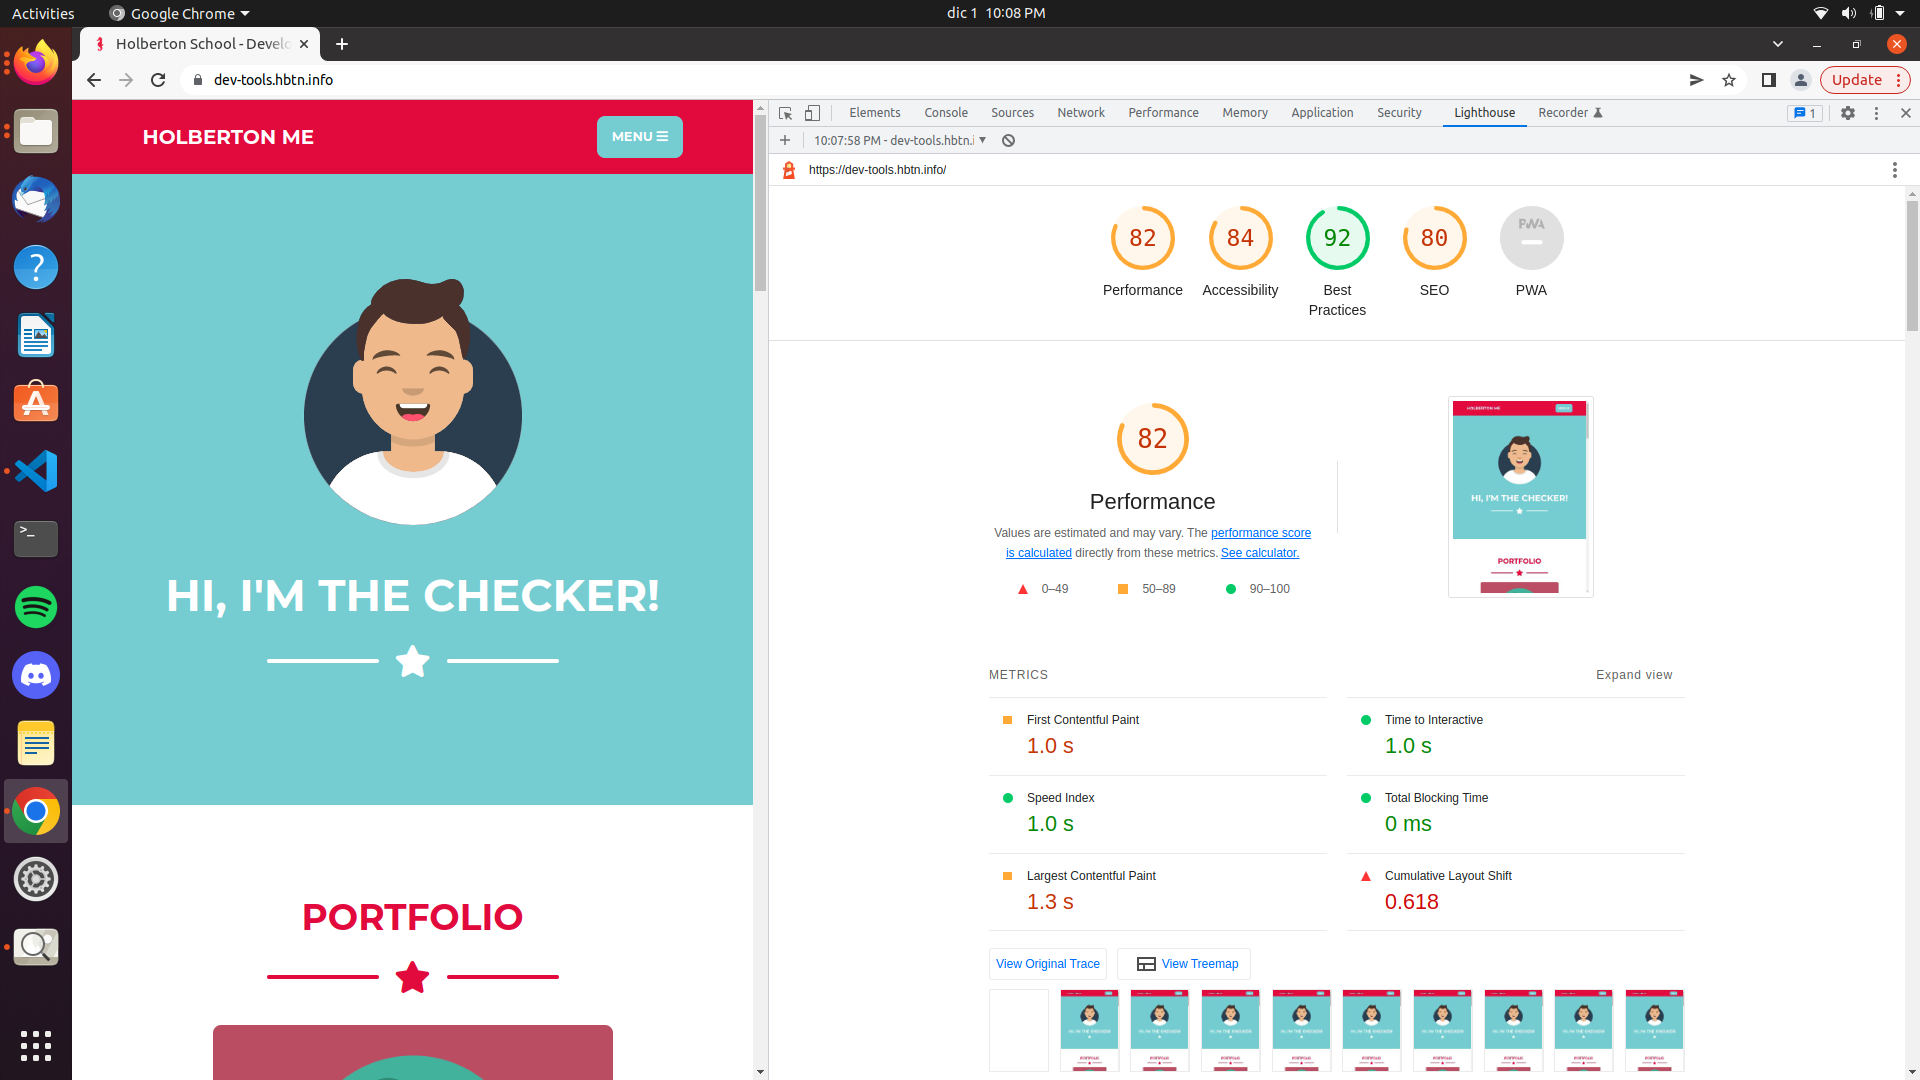 Activities
Google Chrome
dic 1 10:08 PM
Holberton School - Develo
dev-tools.hbtn.info
Update
HOLBERTON ME
MENU
HI, I'M THE CHECKER!
PORTFOLIO
Elements
Console
Sources
Network
Performance
Memory
Application
Security
Lighthouse
Recorder
1
10:07:58 PM - dev-tools.hbtn.i
https://dev-tools.hbtn.info/
82
84
92
80
PWA
Performance
Accessibility
Best
Practices
SEO
PWA
82
Performance
Values are estimated and may vary. The performance score
is calculated directly from these metrics. See calculator.
0–49
50–89
90–100
HOLBERTON ME
HI, I'M THE CHECKER!
PORTFOLIO
METRICS
Expand view
First Contentful Paint
1.0 s
Time to Interactive
1.0 s
Speed Index
1.0 s
Total Blocking Time
0 ms
Largest Contentful Paint
1.3 s
Cumulative Layout Shift
0.618
View Original Trace
View Treemap